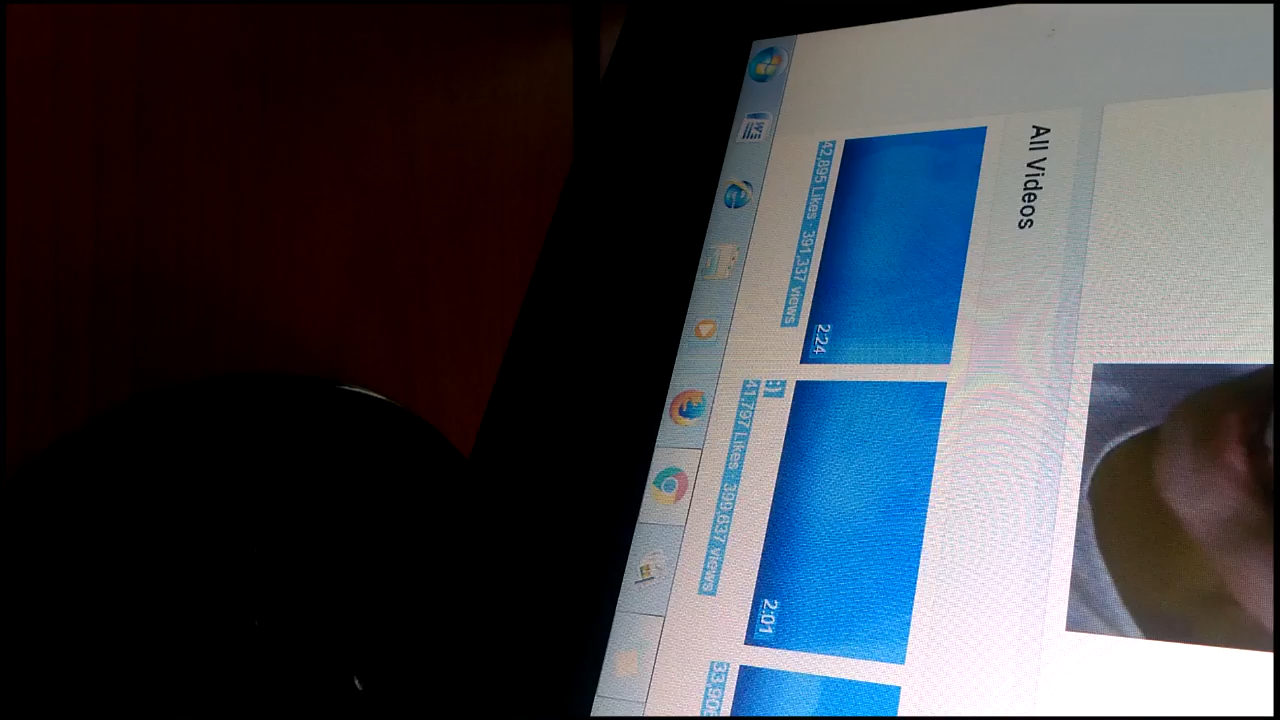 All Videos
2:24
42,895 Likes · 391,337 views
2:01
:)
41,797 Likes · 399,637 views